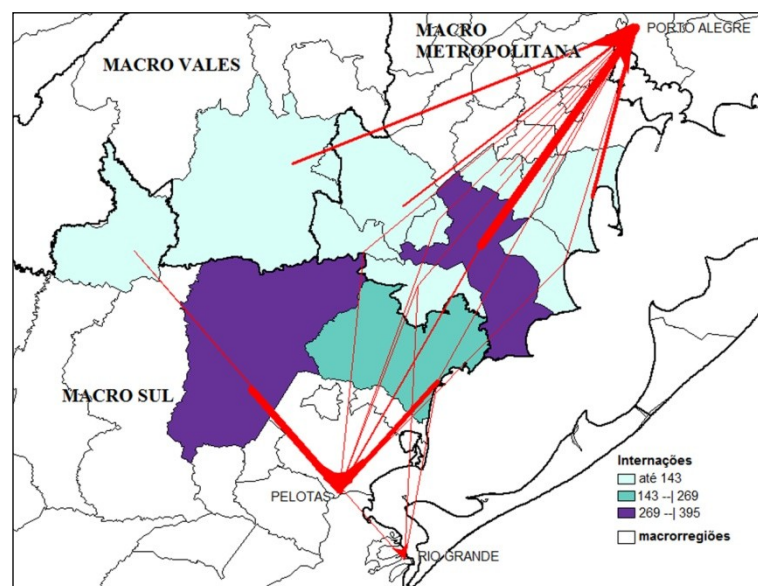 MACRO
METROPOLITANA
PORTO ALEGRE
MACRO VALES
MACRO SUL
PELOTAS
RIO GRANDE
Internações
até 143
143 --| 269
269 --| 395
macrorregiões